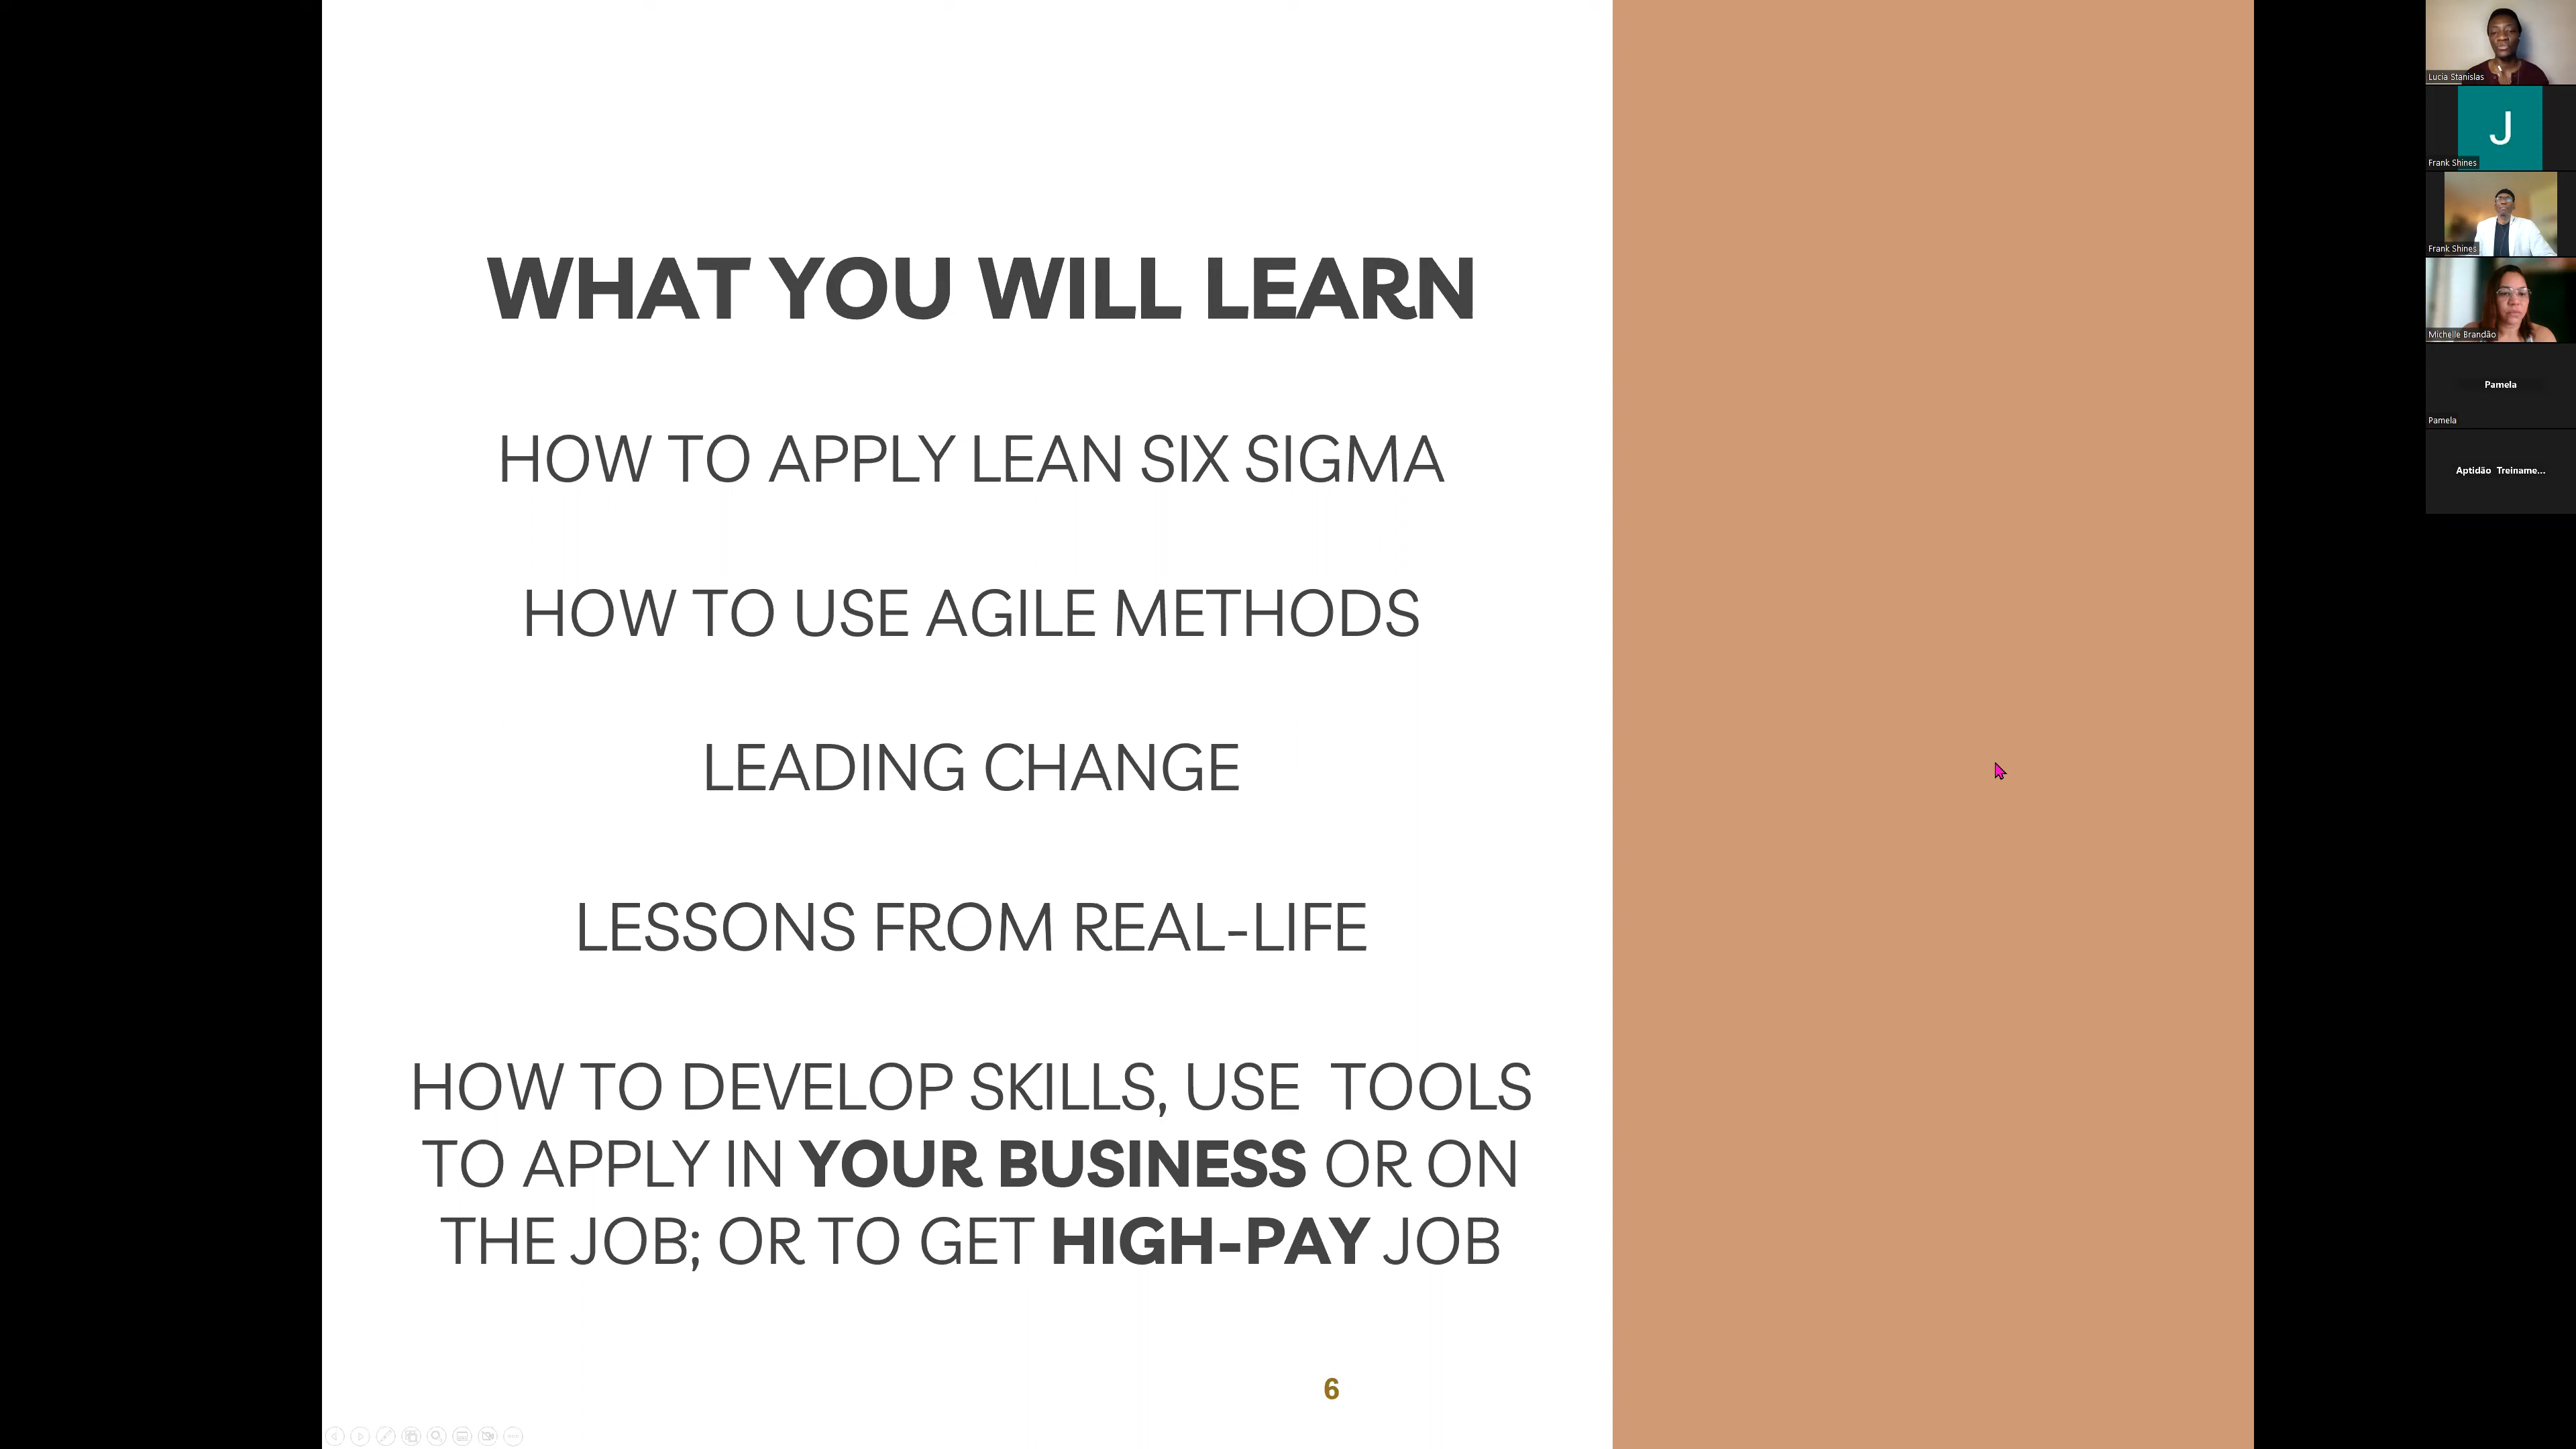 WHAT YOU WILL LEARN
HOW TO APPLY LEAN SIX SIGMA
HOW TO USE AGILE METHODS
LEADING CHANGE
LESSONS FROM REAL-LIFE
HOW TO DEVELOP SKILLS, USE  TOOLS
TO APPLY IN YOUR BUSINESS OR ON
THE JOB; OR TO GET HIGH-PAY JOB
6
Lucia Stanislas
J
Frank Shines
Frank Shines
Michelle Brandão
Pamela
Pamela
Aptidão Treiname...